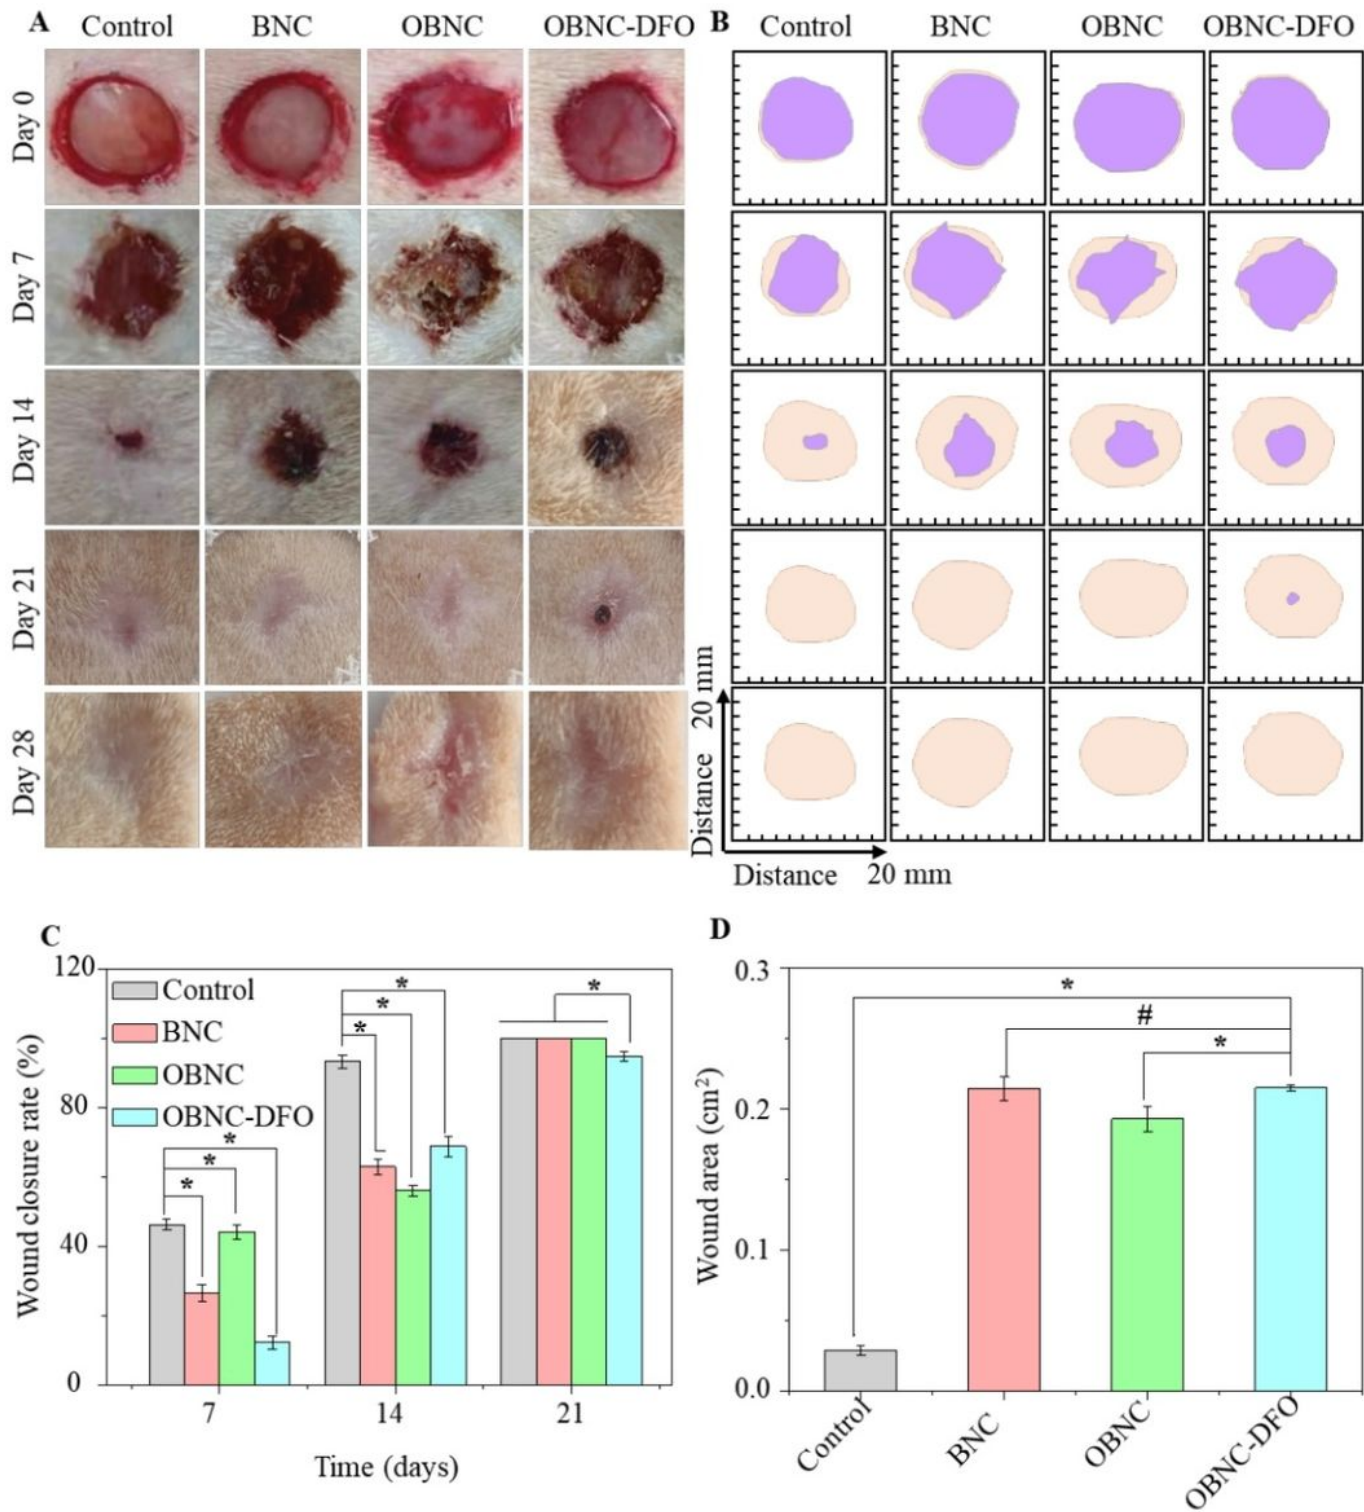 A Control BNC OBNC OBNC-DFO B Control BNC OBNC OBNC-DFO
Day 0
Day 7
Day 14
Day 21
Day 28
Distance 20 mm
Distance 20 mm
C
Wound closure rate (%)
120
80
40
0
Control
BNC
OBNC
OBNC-DFO
* * *
* * *
*
7 14 21
Time (days)
D
Wound area (cm²)
0.3
0.2
0.1
0.0
*
#
*
Control BNC OBNC OBNC-DFO